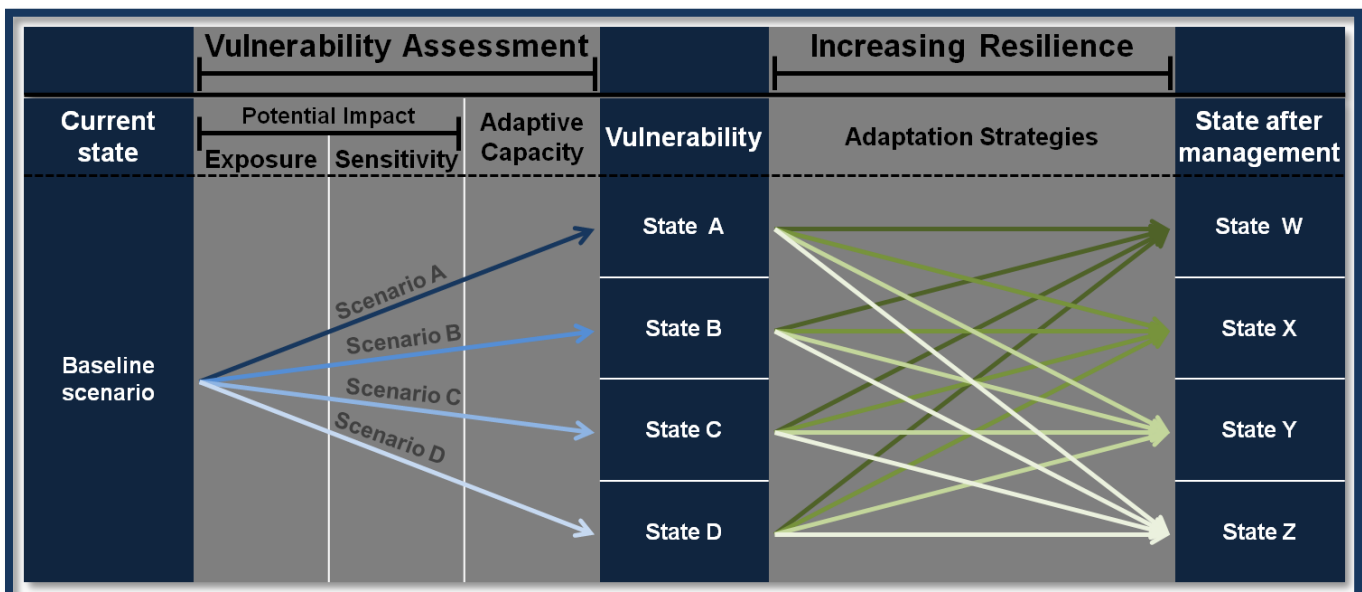 Vulnerability Assessment
Increasing Resilience
Current
state
Potential Impact
Exposure
Sensitivity
Adaptive
Capacity
Vulnerability
Adaptation Strategies
State after
management
Baseline
scenario
Scenario A
Scenario B
Scenario C
Scenario D
State A
State B
State C
State D
State W
State X
State Y
State Z